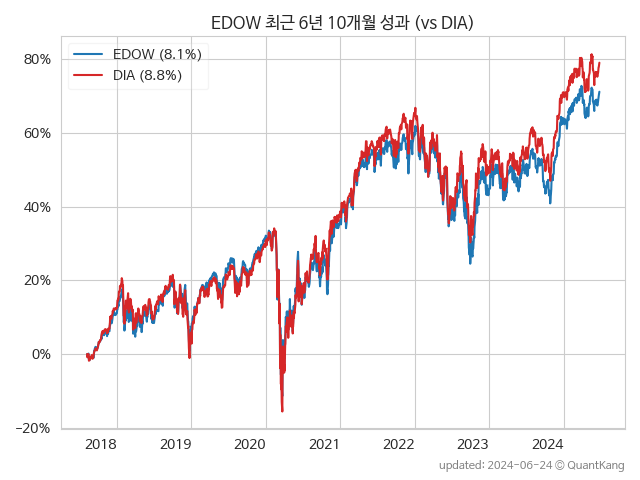 EDOW 최근 6년 10개월 성과 (vs DIA)
EDOW (8.1%)
DIA (8.8%)
80%
60%
40%
20%
0%
−20%
2018 2019 2020 2021 2022 2023 2024
updated: 2024-06-24 © QuantKang